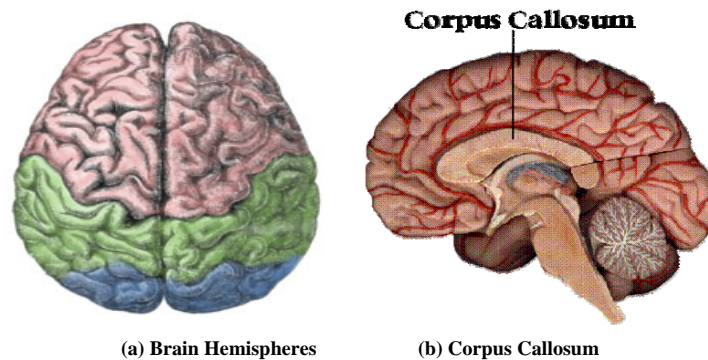 Corpus Callosum
(a) Brain Hemispheres
(b) Corpus Callosum